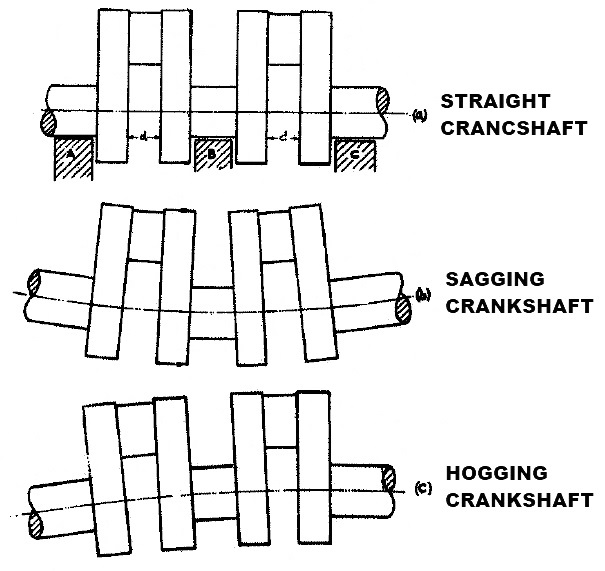 (a) STRAIGHT
CRANCSHAFT
d d
A B C
(b) SAGGING
CRANKSHAFT
(c) HOGGING
CRANKSHAFT